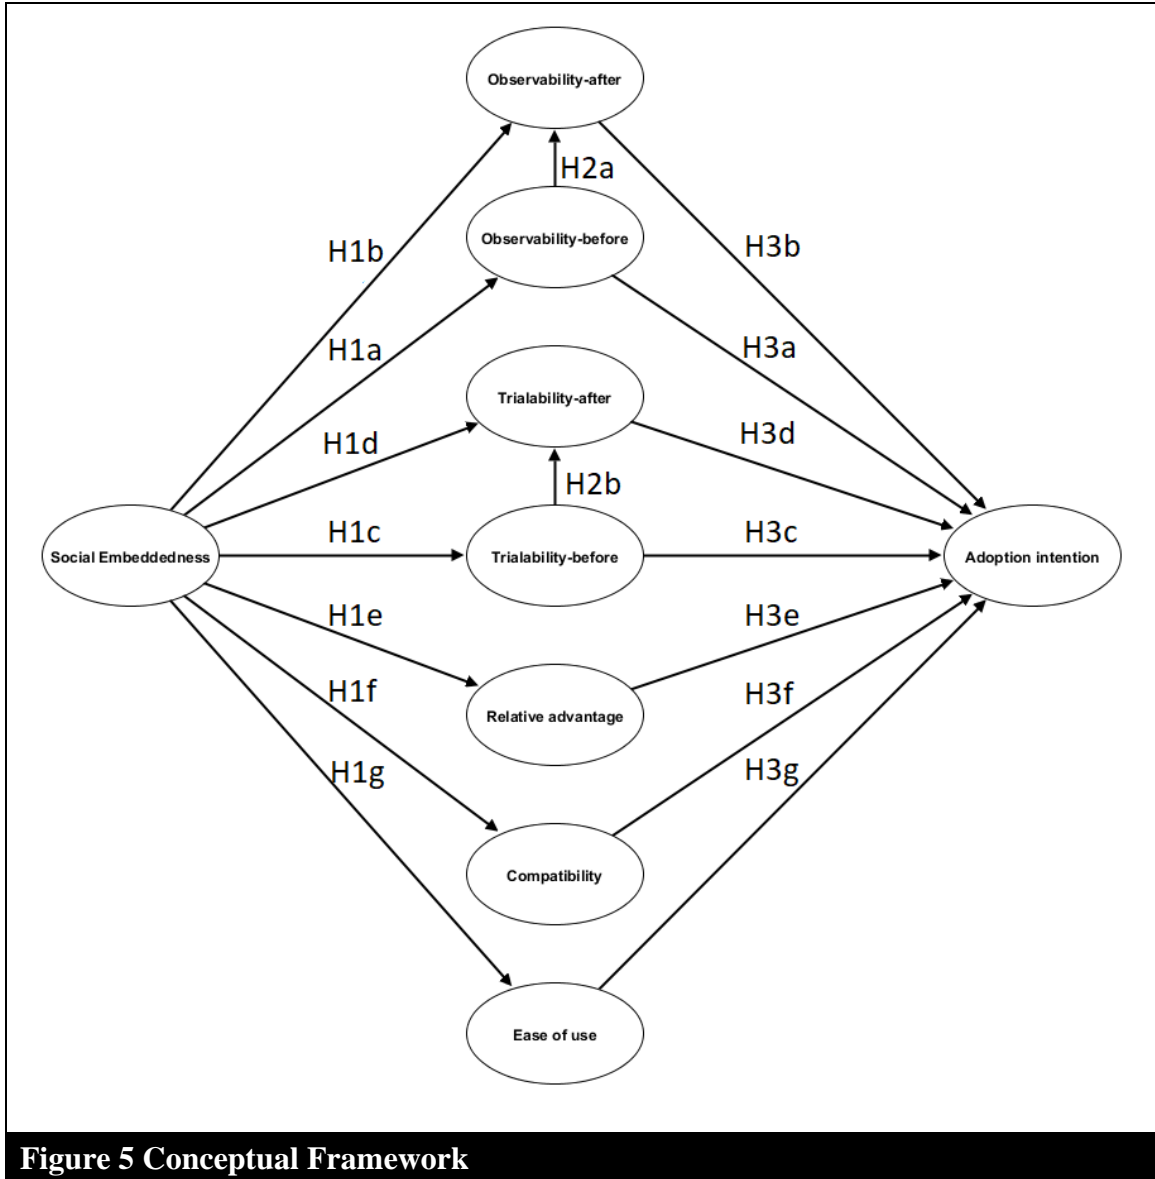 Observability-after
H2a
Observability-before
H1b
H3b
H1a
H3a
Trialability-after
H1d
H3d
H2b
Social Embeddedness
H1c
Trialability-before
H3c
Adoption intention
H1e
H3e
Relative advantage
H1f
H3f
H1g
H3g
Compatibility
Ease of use
Figure 5 Conceptual Framework